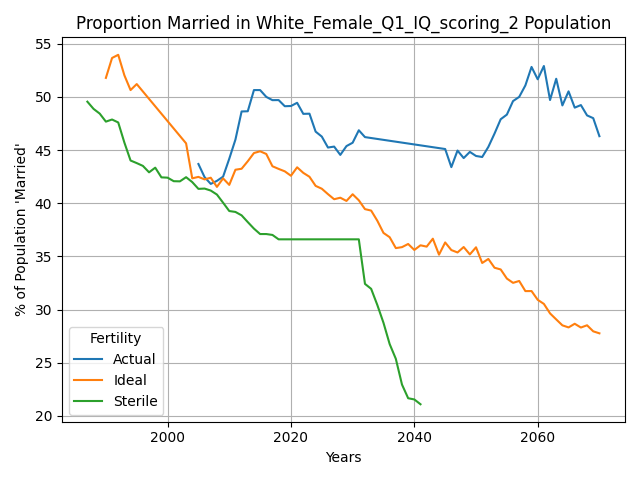 Proportion Married in White_Female_Q1_IQ_scoring_2 Population
% of Population 'Married'
55
50
45
40
35
30
25
20
Fertility
Actual
Ideal
Sterile
2000
2020
2040
2060
Years